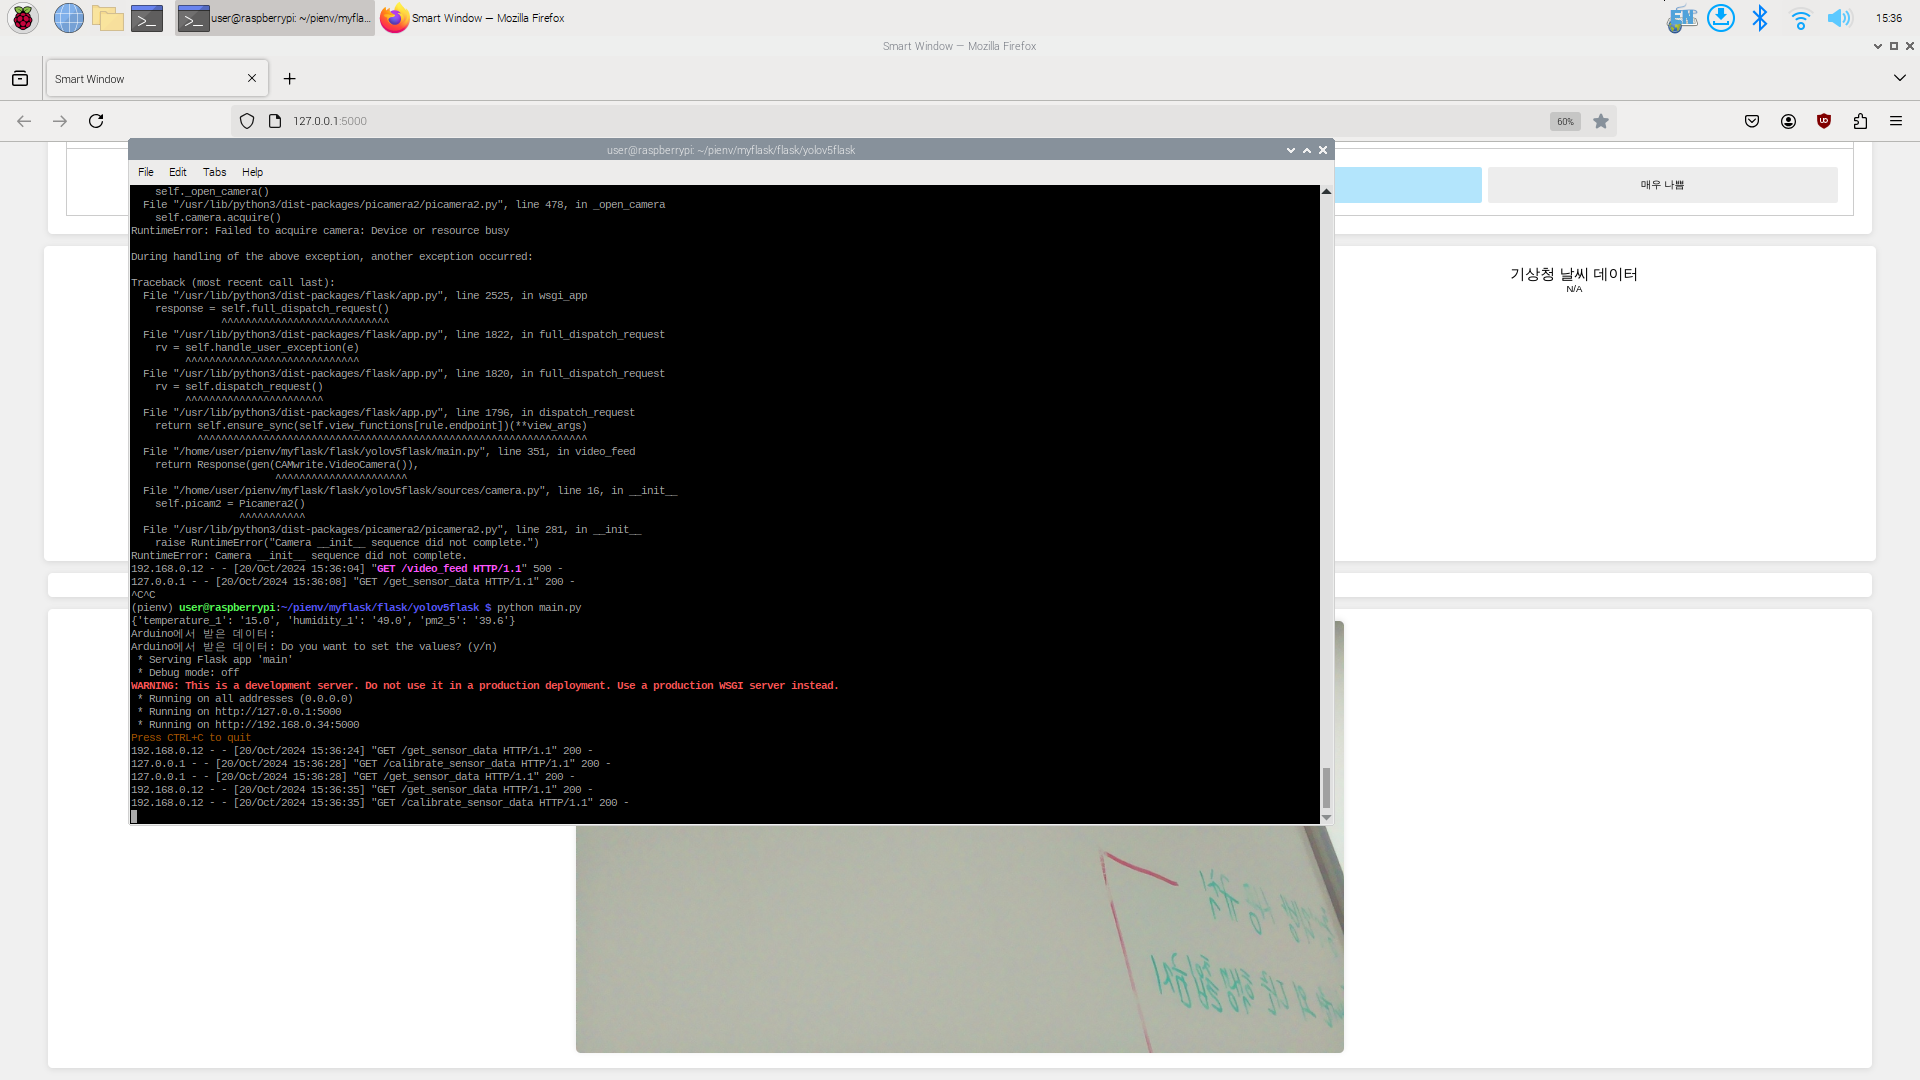 user@raspberrypi: ~/pienv/myfla...
Smart Window — Mozilla Firefox
EN
15:36
Smart Window — Mozilla Firefox
Smart Window
127.0.0.1:5000
60%
user@raspberrypi: ~/pienv/myflask/flask/yolov5flask
File Edit Tabs Help
self._open_camera()
File "/usr/lib/python3/dist-packages/picamera2/picamera2.py", line 478, in _open_camera
self.camera.acquire()
RuntimeError: Failed to acquire camera: Device or resource busy
During handling of the above exception, another exception occurred:
Traceback (most recent call last):
File "/usr/lib/python3/dist-packages/flask/app.py", line 2525, in wsgi_app
response = self.full_dispatch_request()
^^^^^^^^^^^^^^^^^^^^^^^^^^^^
File "/usr/lib/python3/dist-packages/flask/app.py", line 1822, in full_dispatch_request
rv = self.handle_user_exception(e)
^^^^^^^^^^^^^^^^^^^^^^^^^^^^^
File "/usr/lib/python3/dist-packages/flask/app.py", line 1820, in full_dispatch_request
rv = self.dispatch_request()
^^^^^^^^^^^^^^^^^^^^^^^
File "/usr/lib/python3/dist-packages/flask/app.py", line 1796, in dispatch_request
return self.ensure_sync(self.view_functions[rule.endpoint])(**view_args)
^^^^^^^^^^^^^^^^^^^^^^^^^^^^^^^^^^^^^^^^^^^^^^^^^^^^^^^^^^^^^^^^^
File "/home/user/pienv/myflask/flask/yolov5flask/main.py", line 351, in video_feed
return Response(gen(CAMwrite.VideoCamera()),
^^^^^^^^^^^^^^^^^^^^^^
File "/home/user/pienv/myflask/flask/yolov5flask/sources/camera.py", line 16, in __init__
self.picam2 = Picamera2()
^^^^^^^^^^^
File "/usr/lib/python3/dist-packages/picamera2/picamera2.py", line 281, in __init__
raise RuntimeError("Camera __init__ sequence did not complete.")
RuntimeError: Camera __init__ sequence did not complete.
192.168.0.12 - - [20/Oct/2024 15:36:04] "GET /video_feed HTTP/1.1" 500 -
127.0.0.1 - - [20/Oct/2024 15:36:08] "GET /get_sensor_data HTTP/1.1" 200 -
^C^C
(pienv) user@raspberrypi:~/pienv/myflask/flask/yolov5flask $ python main.py
{'temperature_1': '15.0', 'humidity_1': '49.0', 'pm2_5': '39.6'}
Arduino에서 받은 데이터:
Arduino에서 받은 데이터: Do you want to set the values? (y/n)
* Serving Flask app 'main'
* Debug mode: off
WARNING: This is a development server. Do not use it in a production deployment. Use a production WSGI server instead.
* Running on all addresses (0.0.0.0)
* Running on http://127.0.0.1:5000
* Running on http://192.168.0.34:5000
Press CTRL+C to quit
192.168.0.12 - - [20/Oct/2024 15:36:24] "GET /get_sensor_data HTTP/1.1" 200 -
127.0.0.1 - - [20/Oct/2024 15:36:28] "GET /calibrate_sensor_data HTTP/1.1" 200 -
127.0.0.1 - - [20/Oct/2024 15:36:28] "GET /get_sensor_data HTTP/1.1" 200 -
192.168.0.12 - - [20/Oct/2024 15:36:35] "GET /get_sensor_data HTTP/1.1" 200 -
192.168.0.12 - - [20/Oct/2024 15:36:35] "GET /calibrate_sensor_data HTTP/1.1" 200 -
매우 나쁨
기상청 날씨 데이터
N/A